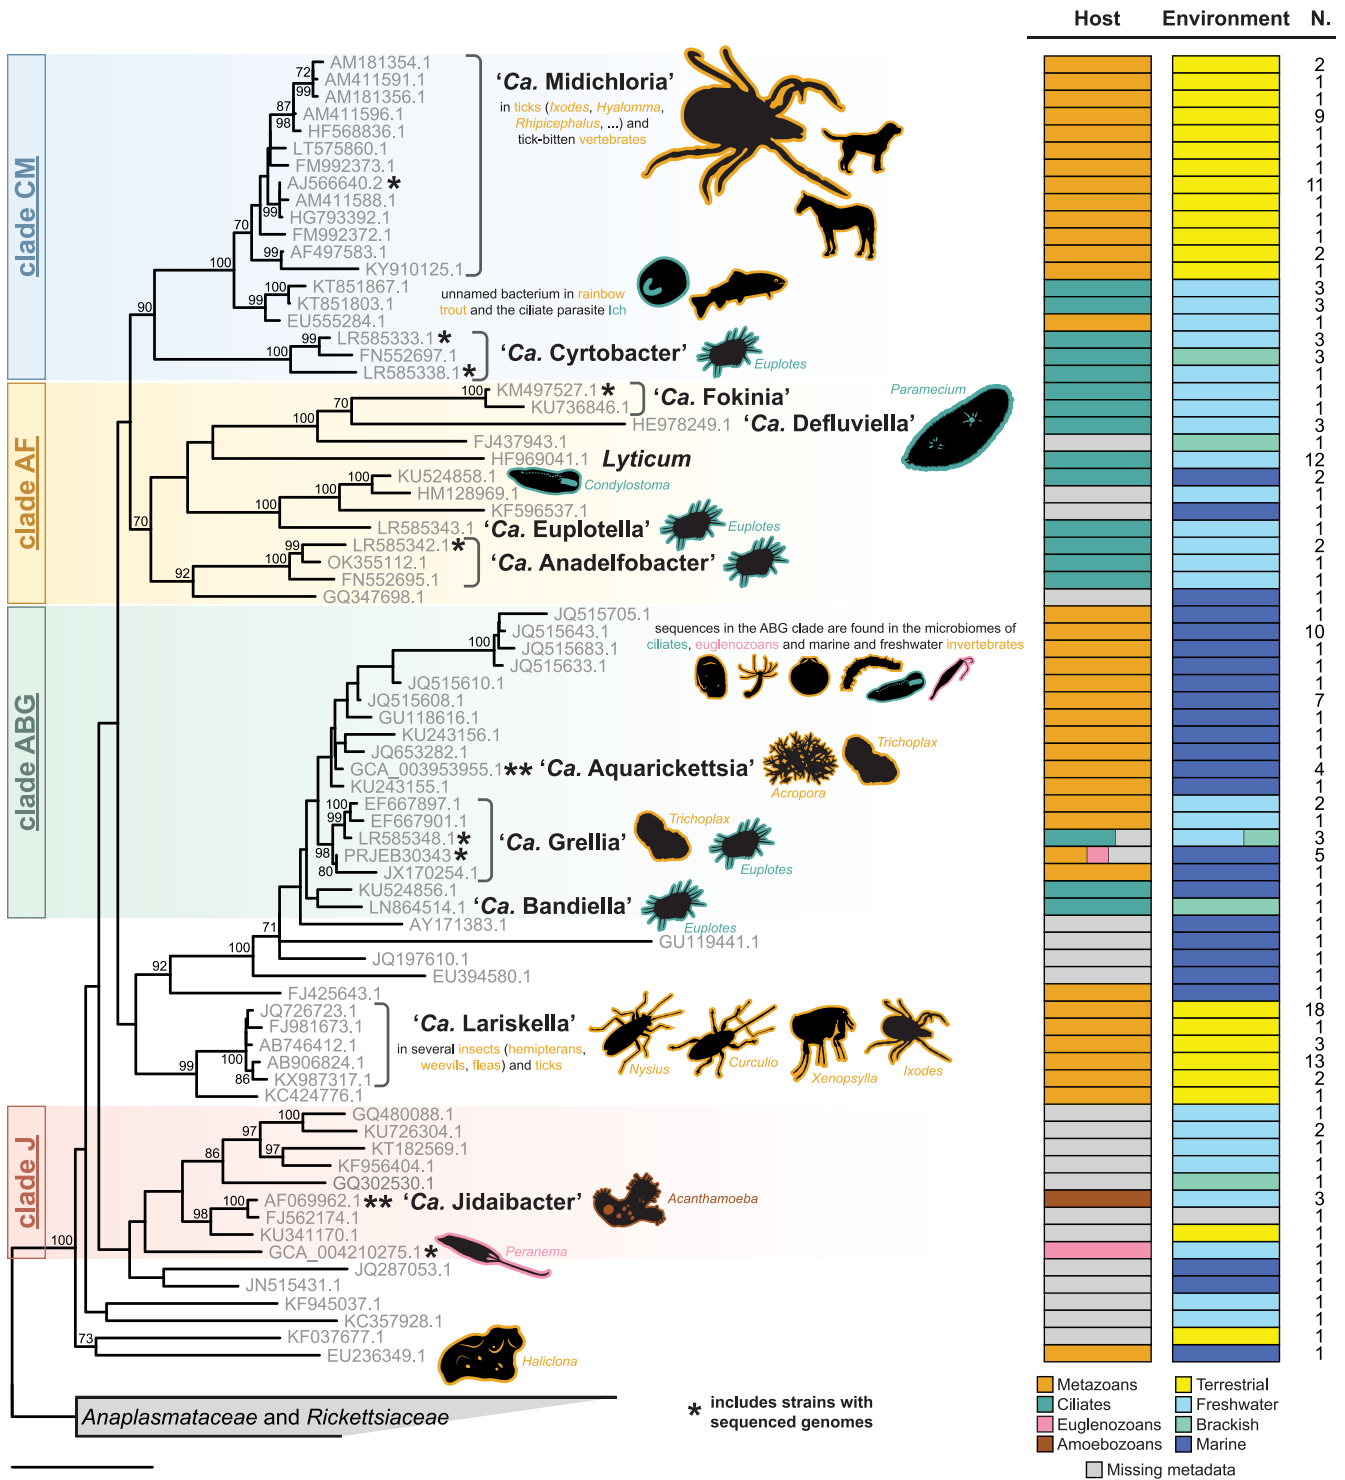 Host Environment N.
clade CM
AM181354.1 2
AM411591.1 1
AM181356.1 1
AM411596.1 9
HF568836.1 1
LT575860.1 1
FM992373.1 1
AJ566640.2 * 11
AM411588.1 1
HG793392.1 1
FM992372.1 1
AF497583.1 2
KY910125.1 1
KT851867.1 3
KT851803.1 3
EU555284.1 1
LR585333.1 * 3
FN552697.1 3
LR585338.1 * 1
72
99
87
98
99
70
99
100
100
99
90
99
100
'Ca. Midichloria'
in ticks (Ixodes, Hyalomma,
Rhipicephalus, ...) and
tick-bitten vertebrates
unnamed bacterium in rainbow
trout and the ciliate parasite Ich
'Ca. Cyrtobacter'
Euplotes
clade AF
KM497527.1 * 1
KU736846.1 1
HE978249.1 3
FJ437943.1 1
HF969041.1 12
KU524858.1 2
HM128969.1 1
KF596537.1 1
LR585343.1 1
LR585342.1 * 2
OK355112.1 1
FN552695.1 1
GQ347698.1 1
100
70
100
100
100
100
70
99
100
92
'Ca. Fokinia'
'Ca. Defluviella'
Paramecium
Lyticum
Condylostoma
'Ca. Euplotella'
Euplotes
'Ca. Anadelfobacter'
clade ABG
JQ515705.1 1
JQ515643.1 10
JQ515683.1 1
JQ515633.1 1
JQ515610.1 1
JQ515608.1 7
GU118616.1 1
KU243156.1 1
JQ653282.1 1
GCA_003953955.1 ** 4
KU243155.1 1
EF667897.1 2
EF667901.1 1
LR585348.1 * 3
PRJEB30343 * 5
JX170254.1 1
KU524856.1 1
LN864514.1 1
AY171383.1 1
GU119441.1 1
JQ197610.1 1
EU394580.1 1
FJ425643.1 1
100
100
99
98
80
71
100
92
sequences in the ABG clade are found in the microbiomes of
ciliates, euglenozoans and marine and freshwater invertebrates
'Ca. Aquarickettsia'
Acropora
Trichoplax
'Ca. Grellia'
Trichoplax
Euplotes
'Ca. Bandiella'
Euplotes
JQ726723.1 18
FJ981673.1 1
AB746412.1 3
AB906824.1 13
KX987317.1 2
KC424776.1 1
100
86
99
'Ca. Lariskella'
in several insects (hemipterans,
weevils, fleas) and ticks
Nysius
Curculio
Xenopsylla
Ixodes
clade J
GQ480088.1 1
KU726304.1 2
KT182569.1 1
KF956404.1 1
GQ302530.1 1
AF069962.1 ** 3
FJ562174.1 1
KU341170.1 1
GCA_004210275.1 * 1
JQ287053.1 1
JN515431.1 1
KF945037.1 1
KC357928.1 1
KF037677.1 1
EU236349.1 1
100
97
97
86
100
98
100
73
'Ca. Jidaibacter'
Acanthamoeba
Peranema
Haliclona
Anaplasmataceae and Rickettsiaceae
* includes strains with
sequenced genomes
Metazoans
Ciliates
Euglenozoans
Amoebozoans
Terrestrial
Freshwater
Brackish
Marine
Missing metadata